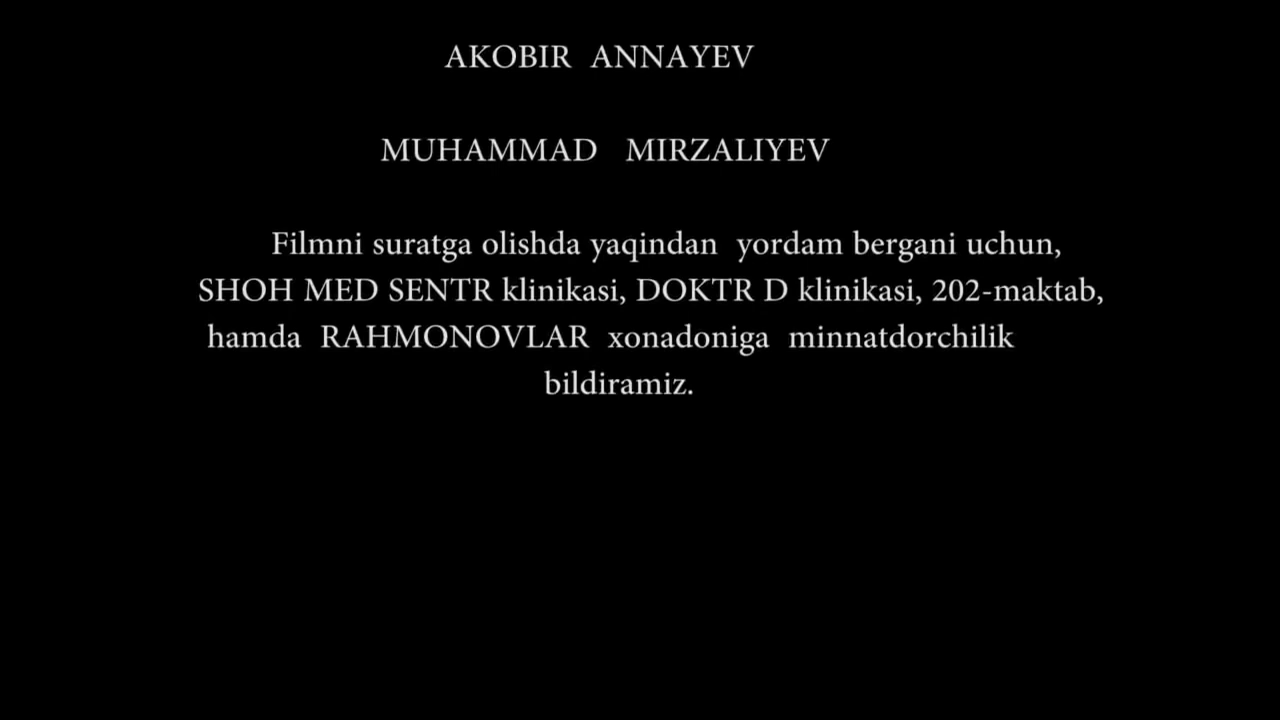 AKOBIR ANNAYEV
MUHAMMAD MIRZALIYEV
Filmni suratga olishda yaqindan yordam bergani uchun,
SHOH MED SENTR klinikasi, DOKTR D klinikasi, 202-maktab,
hamda RAHMONOVLAR xonadoniga minnatdorchilik
bildiramiz.